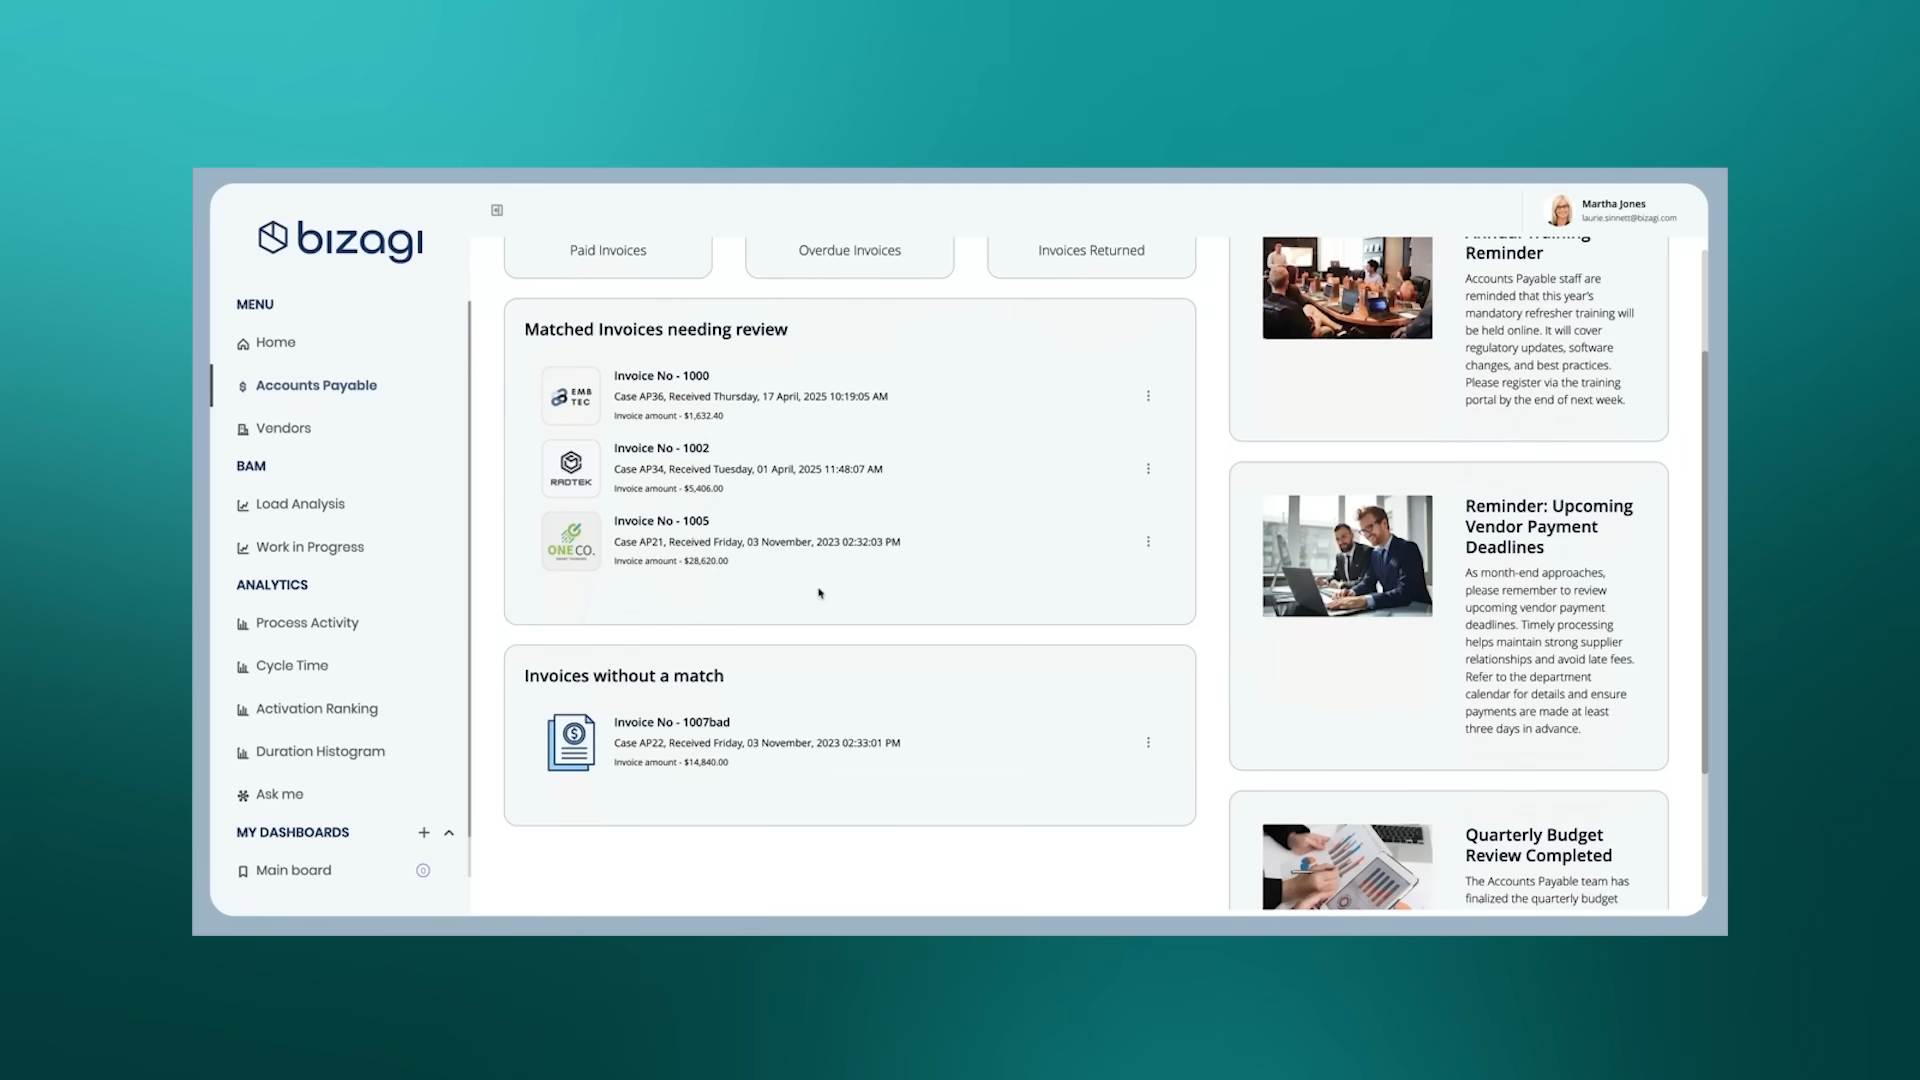 bizagi
MENU
Home
Accounts Payable
Vendors
BAM
Load Analysis
Work in Progress
ANALYTICS
Process Activity
Cycle Time
Activation Ranking
Duration Histogram
Ask me
MY DASHBOARDS
Main board
Martha Jones
laurie.sinnett@bizagi.com
Paid Invoices
Overdue Invoices
Invoices Returned
Matched Invoices needing review
EMB
TEC
Invoice No - 1000
Case AP36, Received Thursday, 17 April, 2025 10:19:05 AM
Invoice amount - $1,632.40
RADTEK
Invoice No - 1002
Case AP34, Received Tuesday, 01 April, 2025 11:48:07 AM
Invoice amount - $5,406.00
ONE CO.
Invoice No - 1005
Case AP21, Received Friday, 03 November, 2023 02:32:03 PM
Invoice amount - $28,620.00
Invoices without a match
Invoice No - 1007bad
Case AP22, Received Friday, 03 November, 2023 02:33:01 PM
Invoice amount - $14,840.00
Annual Training
Reminder
Accounts Payable staff are
reminded that this year's
mandatory refresher training will
be held online. It will cover
regulatory updates, software
changes, and best practices.
Please register via the training
portal by the end of next week.
Reminder: Upcoming
Vendor Payment
Deadlines
As month-end approaches,
please remember to review
upcoming vendor payment
deadlines. Timely processing
helps maintain strong supplier
relationships and avoid late fees.
Refer to the department
calendar for details and ensure
payments are made at least
three days in advance.
Quarterly Budget
Review Completed
The Accounts Payable team has
finalized the quarterly budget